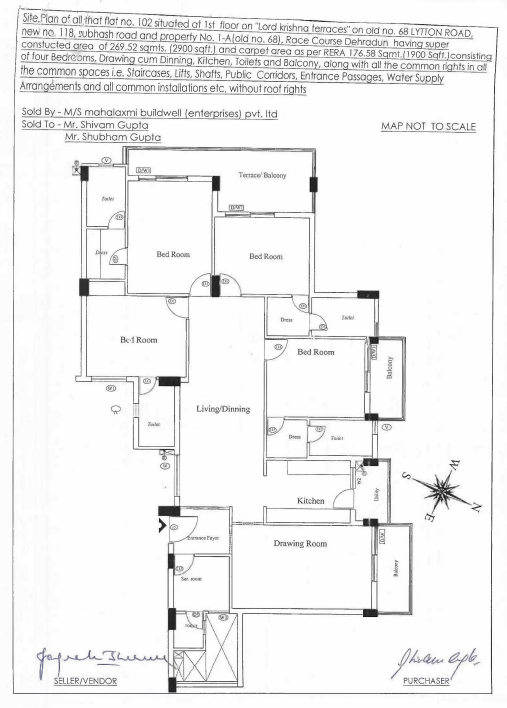 Site.Plan of all that flat no. 102 situated at 1st floor on "Lord krishna terraces" on old no. 68 LYTTON ROAD,
new no. 118, subhash road and property No. 1-A(old no. 68), Race Course Dehradun having super
constucted area of 269.52 sqmts. (2900 sqft.) and carpet area as per RERA 176.58 Sqmt.(1900 Sqft.)consisting
of four Bedrooms, Drawing cum Dinning, Kitchen, Toilets and Balcony, along with all the common rights in all
the common spaces i.e. Staircases, Lifts, Shafts, Public Corridors, Entrance Passages, Water Supply
Arrangements and all common installations etc, without roof rights
Sold By - M/S mahalaxmi buildwell (enterprises) pvt. ltd
Sold To - Mr. Shivam Gupta
MAP NOT TO SCALE
Mr. Shubham Gupta
V
D/W1
Terrace/ Balcony
Toilet
D/W1
Dress
Bed Room
Bed Room
Dress
Toilet
Bed Room
Bed Room
Balcony
W1
Living/Dinning
Toilet
Dress
Toilet
V
W
S
N
E
Kitchen
Utility
Entrance Foyer
Drawing Room
Balcony
Ser. room
Toilet
SELLER/VENDOR
PURCHASER